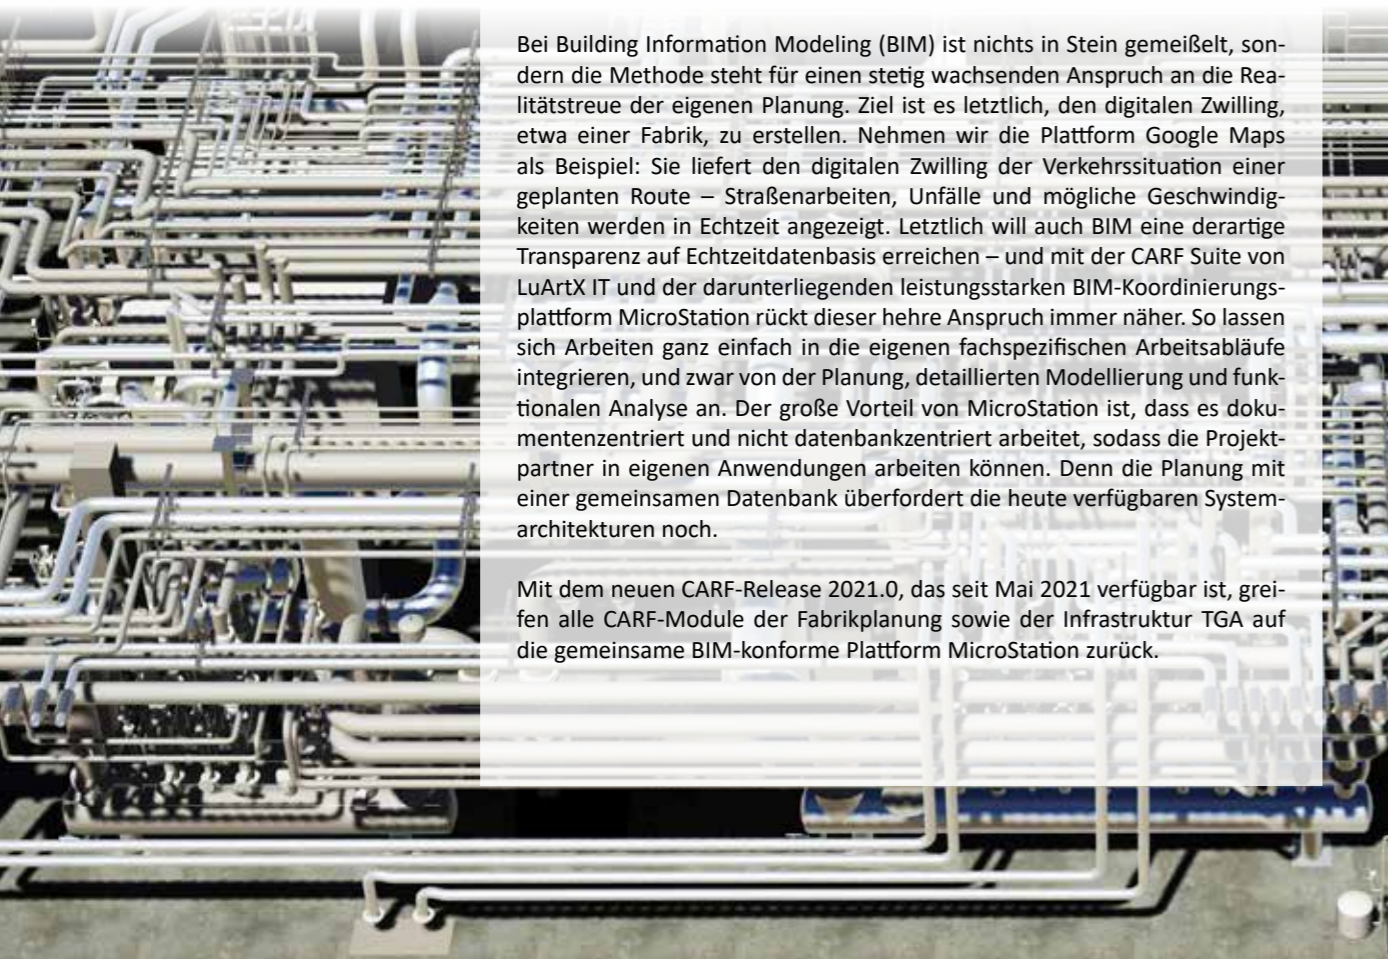 Bei Building Information Modeling (BIM) ist nichts in Stein gemeißelt, son-
dern die Methode steht für einen stetig wachsenden Anspruch an die Rea-
litätstreue der eigenen Planung. Ziel ist es letztlich, den digitalen Zwilling,
etwa einer Fabrik, zu erstellen. Nehmen wir die Plattform Google Maps
als Beispiel: Sie liefert den digitalen Zwilling der Verkehrssituation einer
geplanten Route – Straßenarbeiten, Unfälle und mögliche Geschwindig-
keiten werden in Echtzeit angezeigt. Letztlich will auch BIM eine derartige
Transparenz auf Echtzeitdatenbasis erreichen – und mit der CARF Suite von
LuArtX IT und der darunterliegenden leistungsstarken BIM-Koordinierungs-
plattform MicroStation rückt dieser hehre Anspruch immer näher. So lassen
sich Arbeiten ganz einfach in die eigenen fachspezifischen Arbeitsabläufe
integrieren, und zwar von der Planung, detaillierten Modellierung und funk-
tionalen Analyse an. Der große Vorteil von MicroStation ist, dass es doku-
mentenzentriert und nicht datenbankzentriert arbeitet, sodass die Projekt-
partner in eigenen Anwendungen arbeiten können. Denn die Planung mit
einer gemeinsamen Datenbank überfordert die heute verfügbaren System-
architekturen noch.
Mit dem neuen CARF-Release 2021.0, das seit Mai 2021 verfügbar ist, grei-
fen alle CARF-Module der Fabrikplanung sowie der Infrastruktur TGA auf
die gemeinsame BIM-konforme Plattform MicroStation zurück.